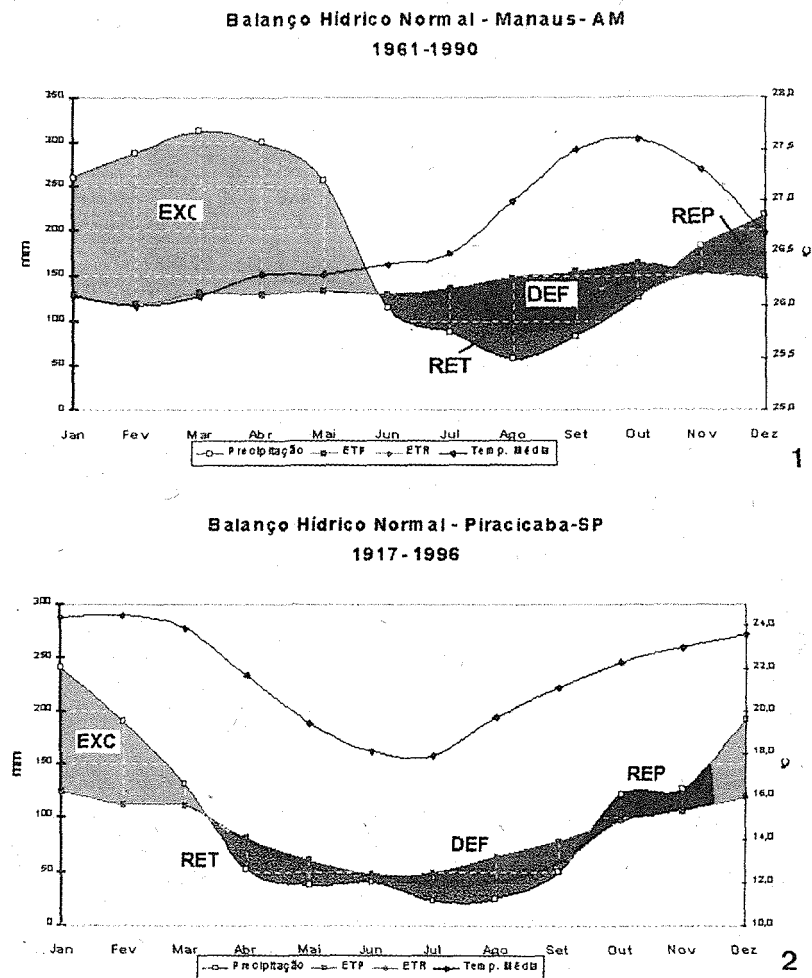 Balanço Hídrico Normal - Manaus - AM
1961-1990
350
300
250
200
150
100
50
0
mm
28,0
27,5
27,0
26,5
26,0
25,5
25,0
ºC
EXC
REP
DEF
RET
Jan Fev Mar Abr Mai Jun Jul Ago Set Out Nov Dez
Precipitação ETP ETR Temp. Média
1
Balanço Hídrico Normal - Piracicaba-SP
1917-1996
300
250
200
150
100
50
0
mm
24,0
22,0
20,0
18,0
16,0
14,0
12,0
10,0
ºC
EXC
REP
DEF
RET
Jan Fev Mar Abr Mai Jun Jul Ago Set Out Nov Dez
Precipitação ETP ETR Temp. Média
2